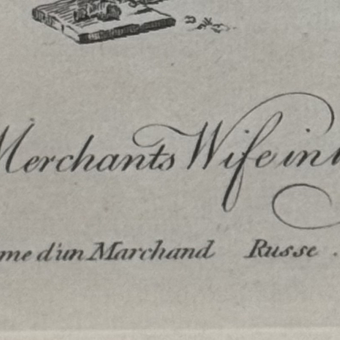 Merchants Wife in
me d'un Marchand Russe .